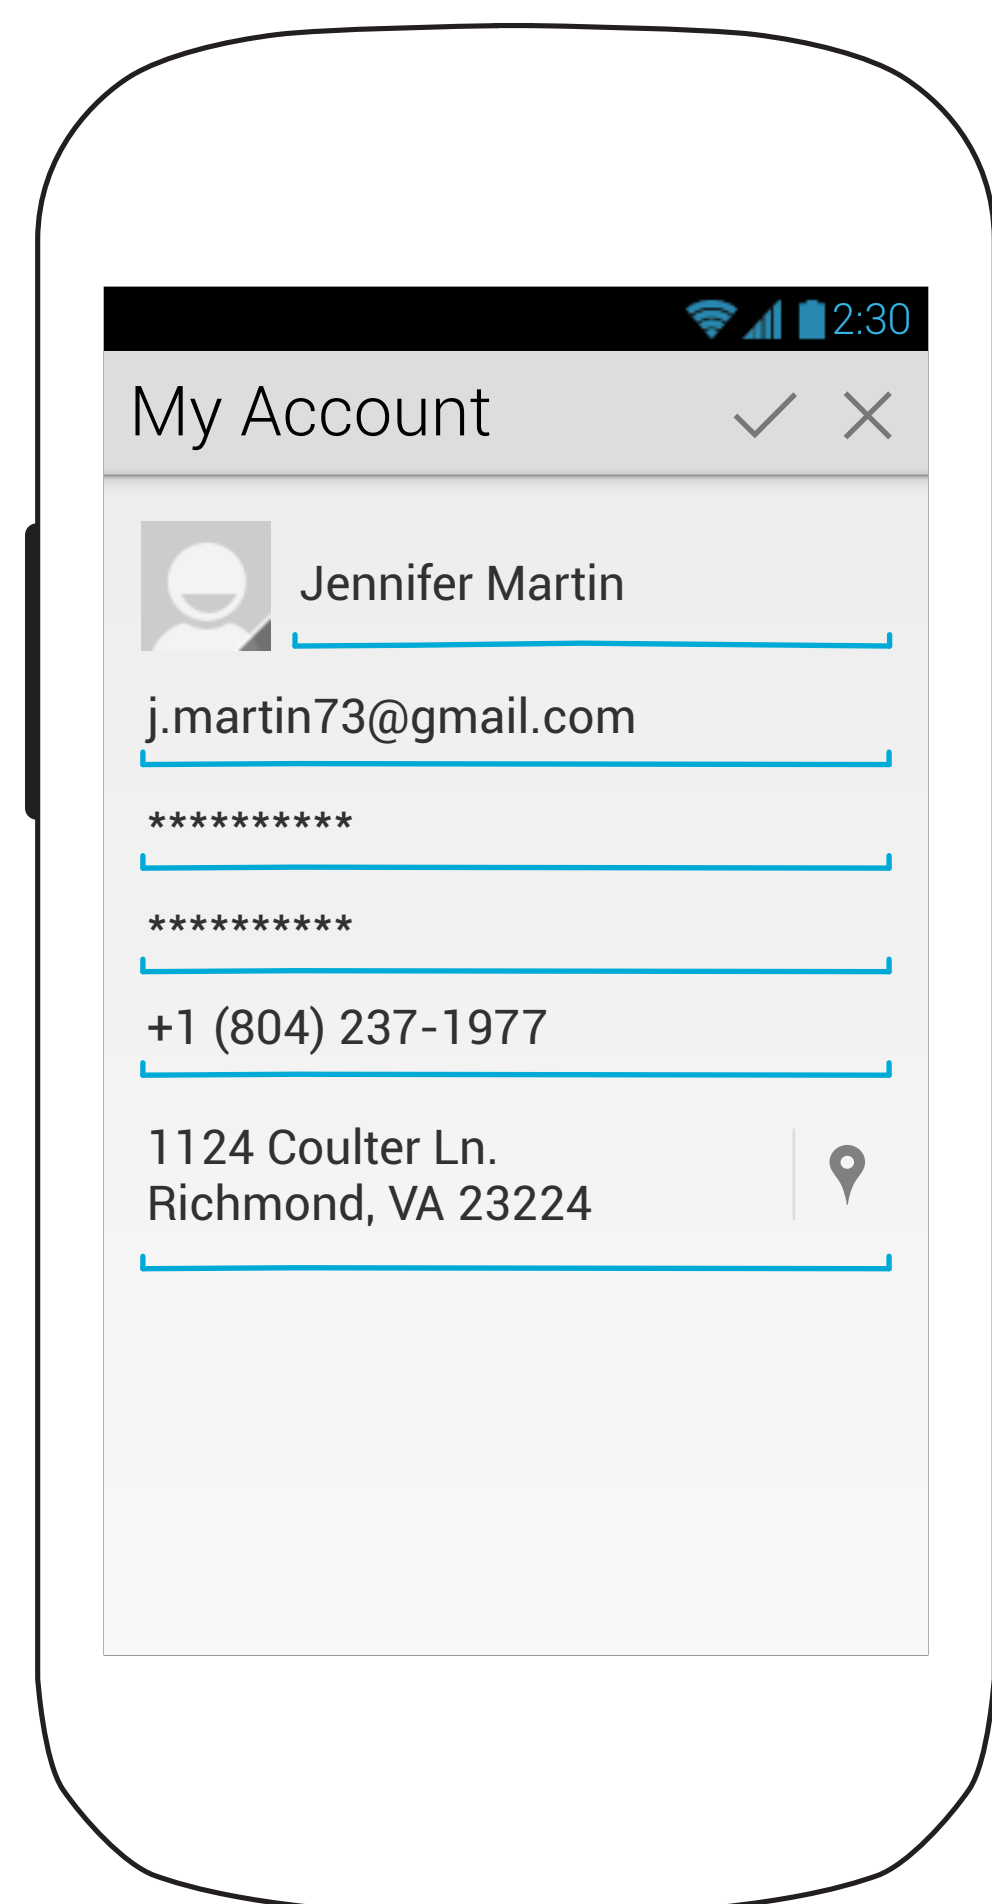 2:30
My Account
Jennifer Martin
j.martin73@gmail.com
**********
**********
+1 (804) 237-1977
1124 Coulter Ln.
Richmond, VA 23224